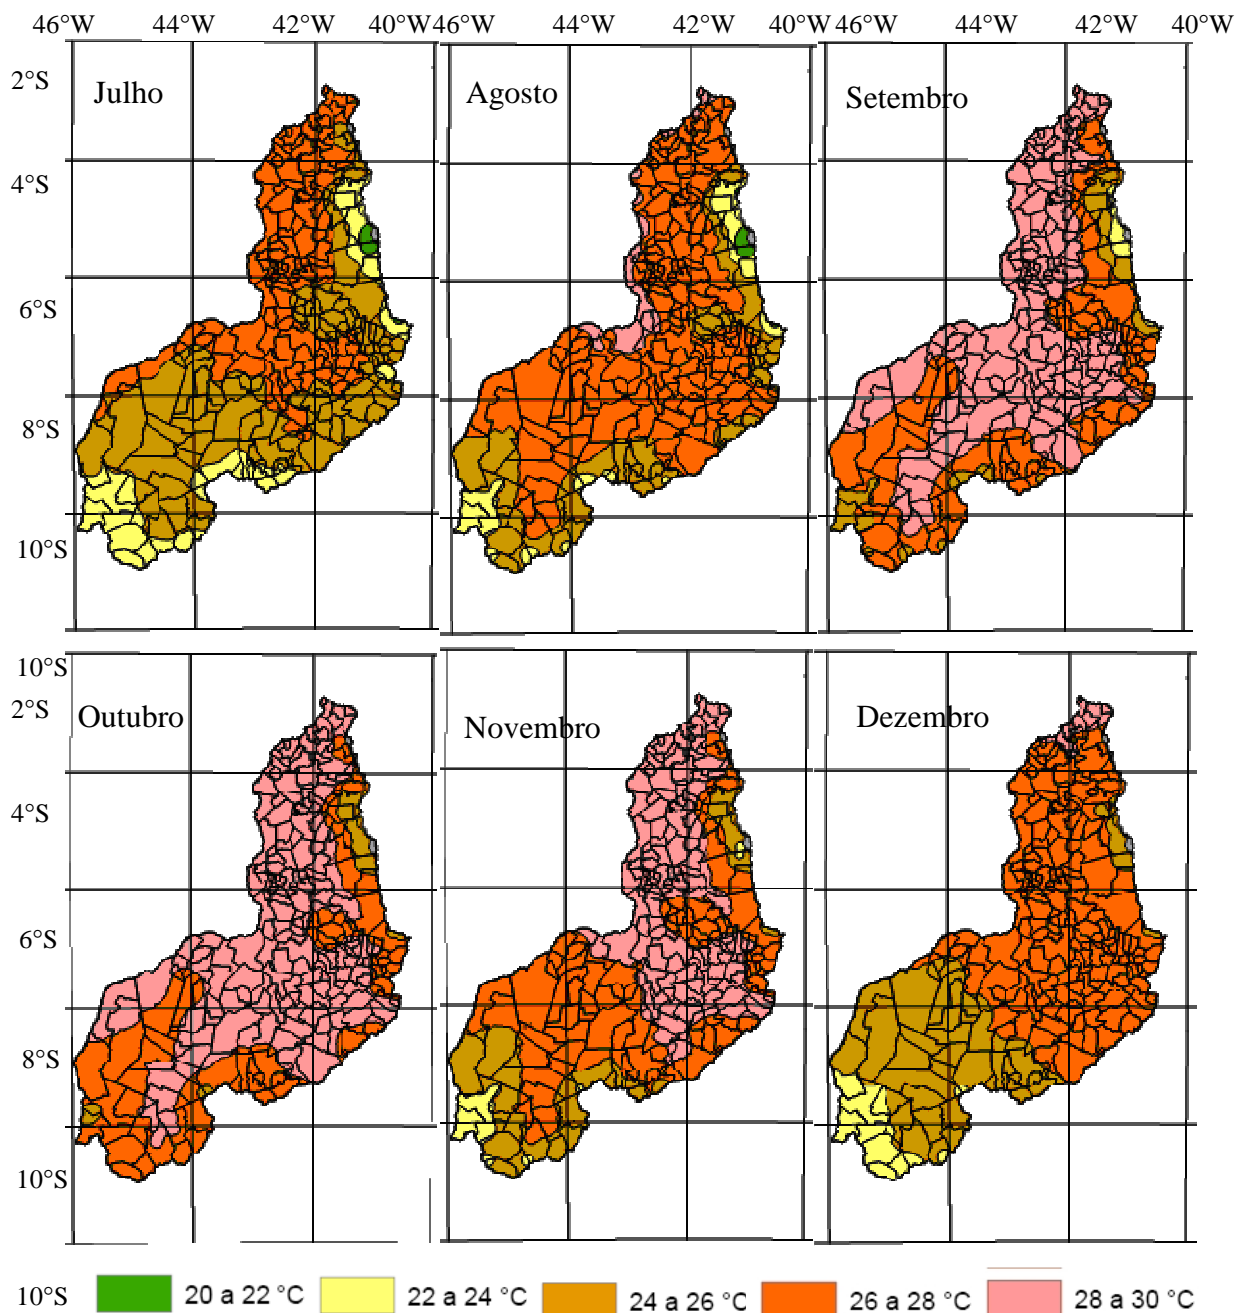 46°W 44°W 42°W 40°W 46°W 44°W 42°W 40°W 46°W 44°W 42°W 40°W
2°S
Julho Agosto Setembro
4°S
6°S
8°S
10°S
10°S
2°S
Outubro Novembro Dezembro
4°S
6°S
8°S
10°S
10°S 20 a 22 °C 22 a 24 °C 24 a 26 °C 26 a 28 °C 28 a 30 °C